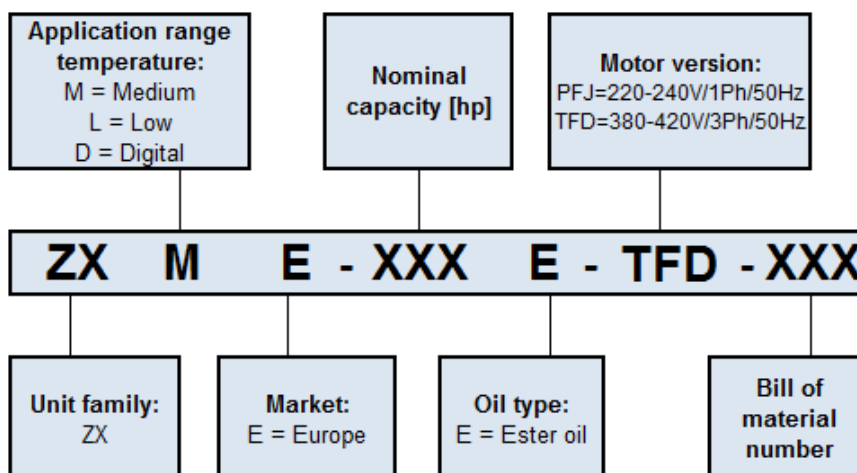 Application range
temperature:
M = Medium
L = Low
D = Digital
Nominal
capacity [hp]
Motor version:
PFJ=220-240V/1Ph/50Hz
TFD=380-420V/3Ph/50Hz
ZX M E - XXX E - TFD - XXX
Unit family:
ZX
Market:
E = Europe
Oil type:
E = Ester oil
Bill of
material
number